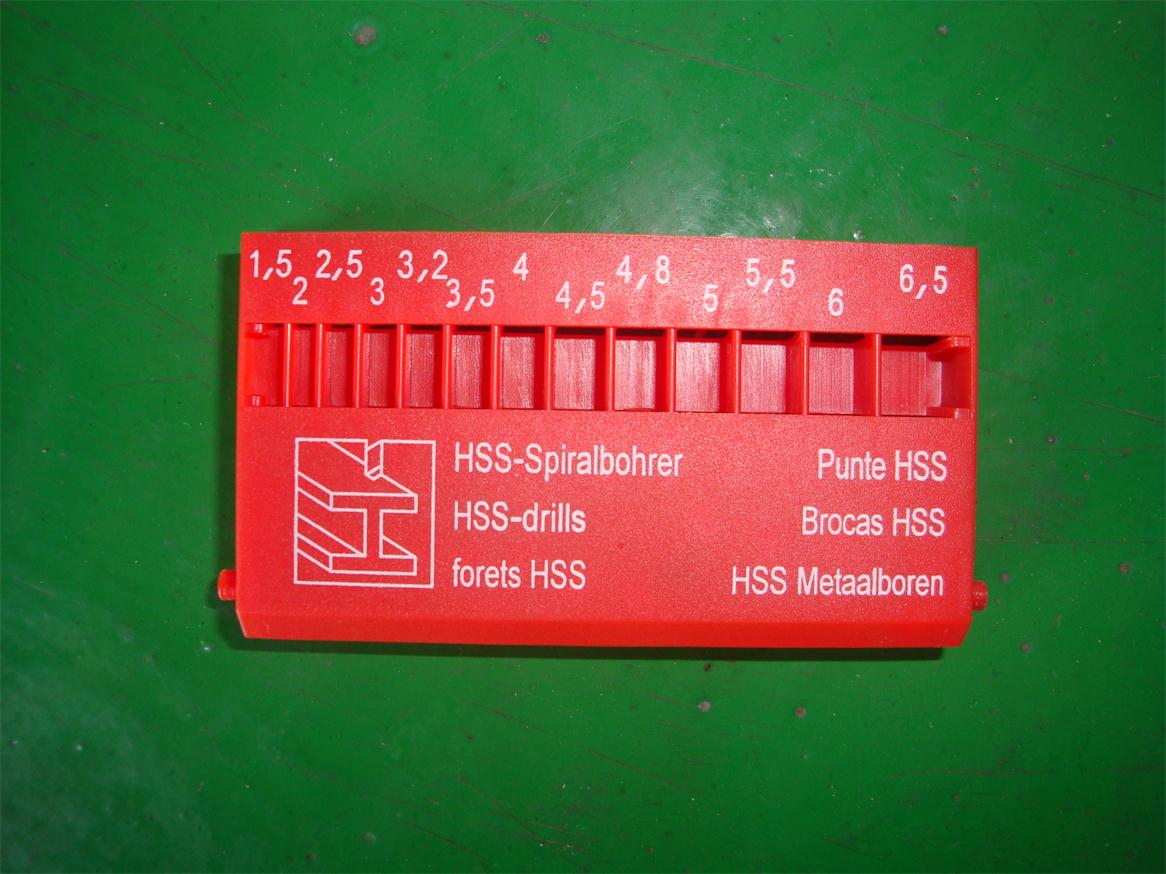 1,5 2,5 3,2 4 4,8 5,5 6,5
2 3 3,5 4,5 5 6
HSS-Spiralbohrer
HSS-drills
forets HSS
Punte HSS
Brocas HSS
HSS Metaalboren